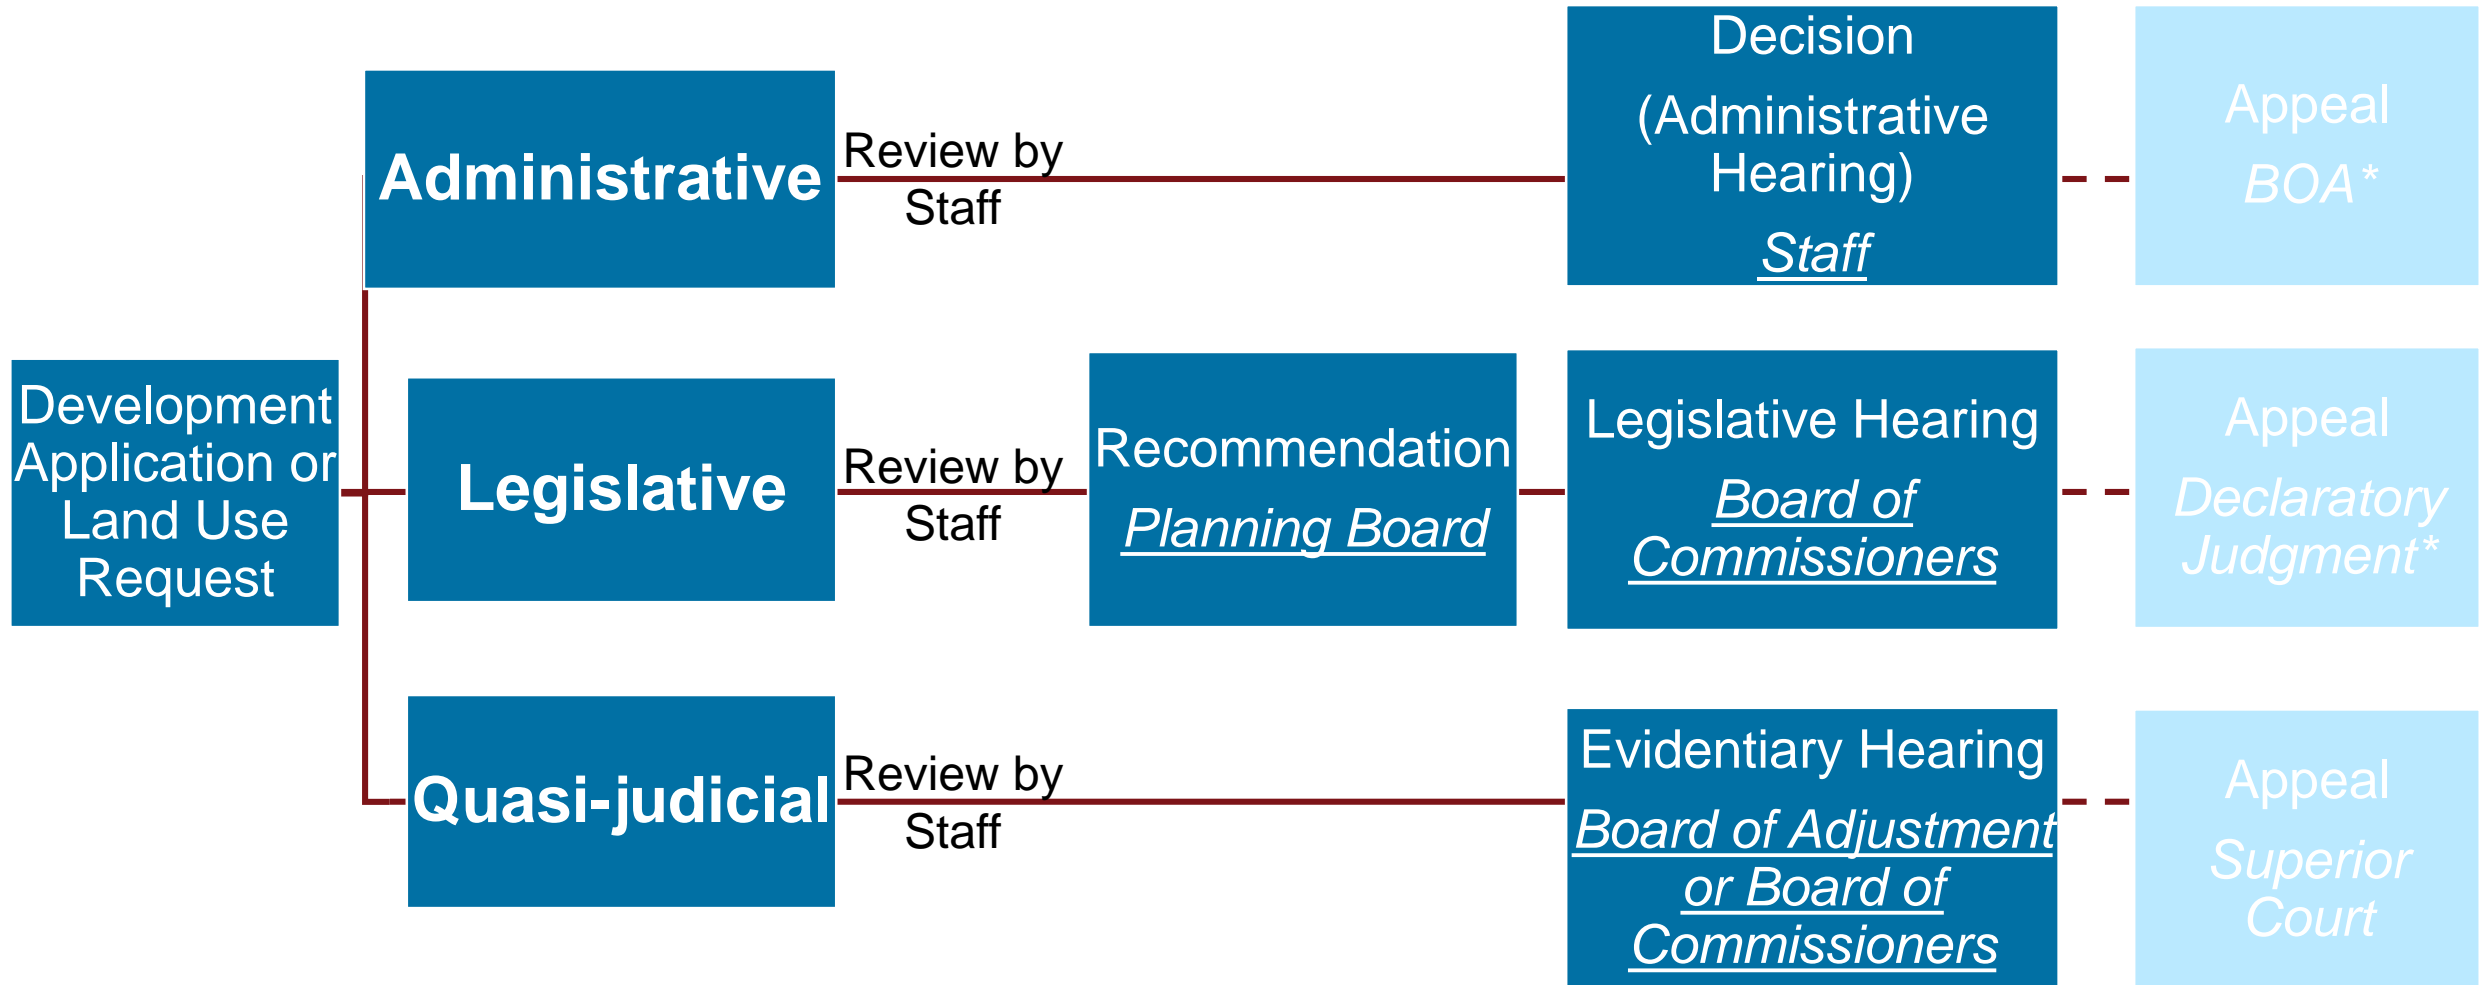 Development
Application or
Land Use
Request
Administrative
Review by
Staff
Decision
(Administrative
Hearing)
Staff
Appeal
BOA*
Legislative
Review by
Staff
Recommendation
Planning Board
Legislative Hearing
Board of
Commissioners
Appeal
Declaratory
Judgment*
Quasi-judicial
Review by
Staff
Evidentiary Hearing
Board of Adjustment
or Board of
Commissioners
Appeal
Superior
Court